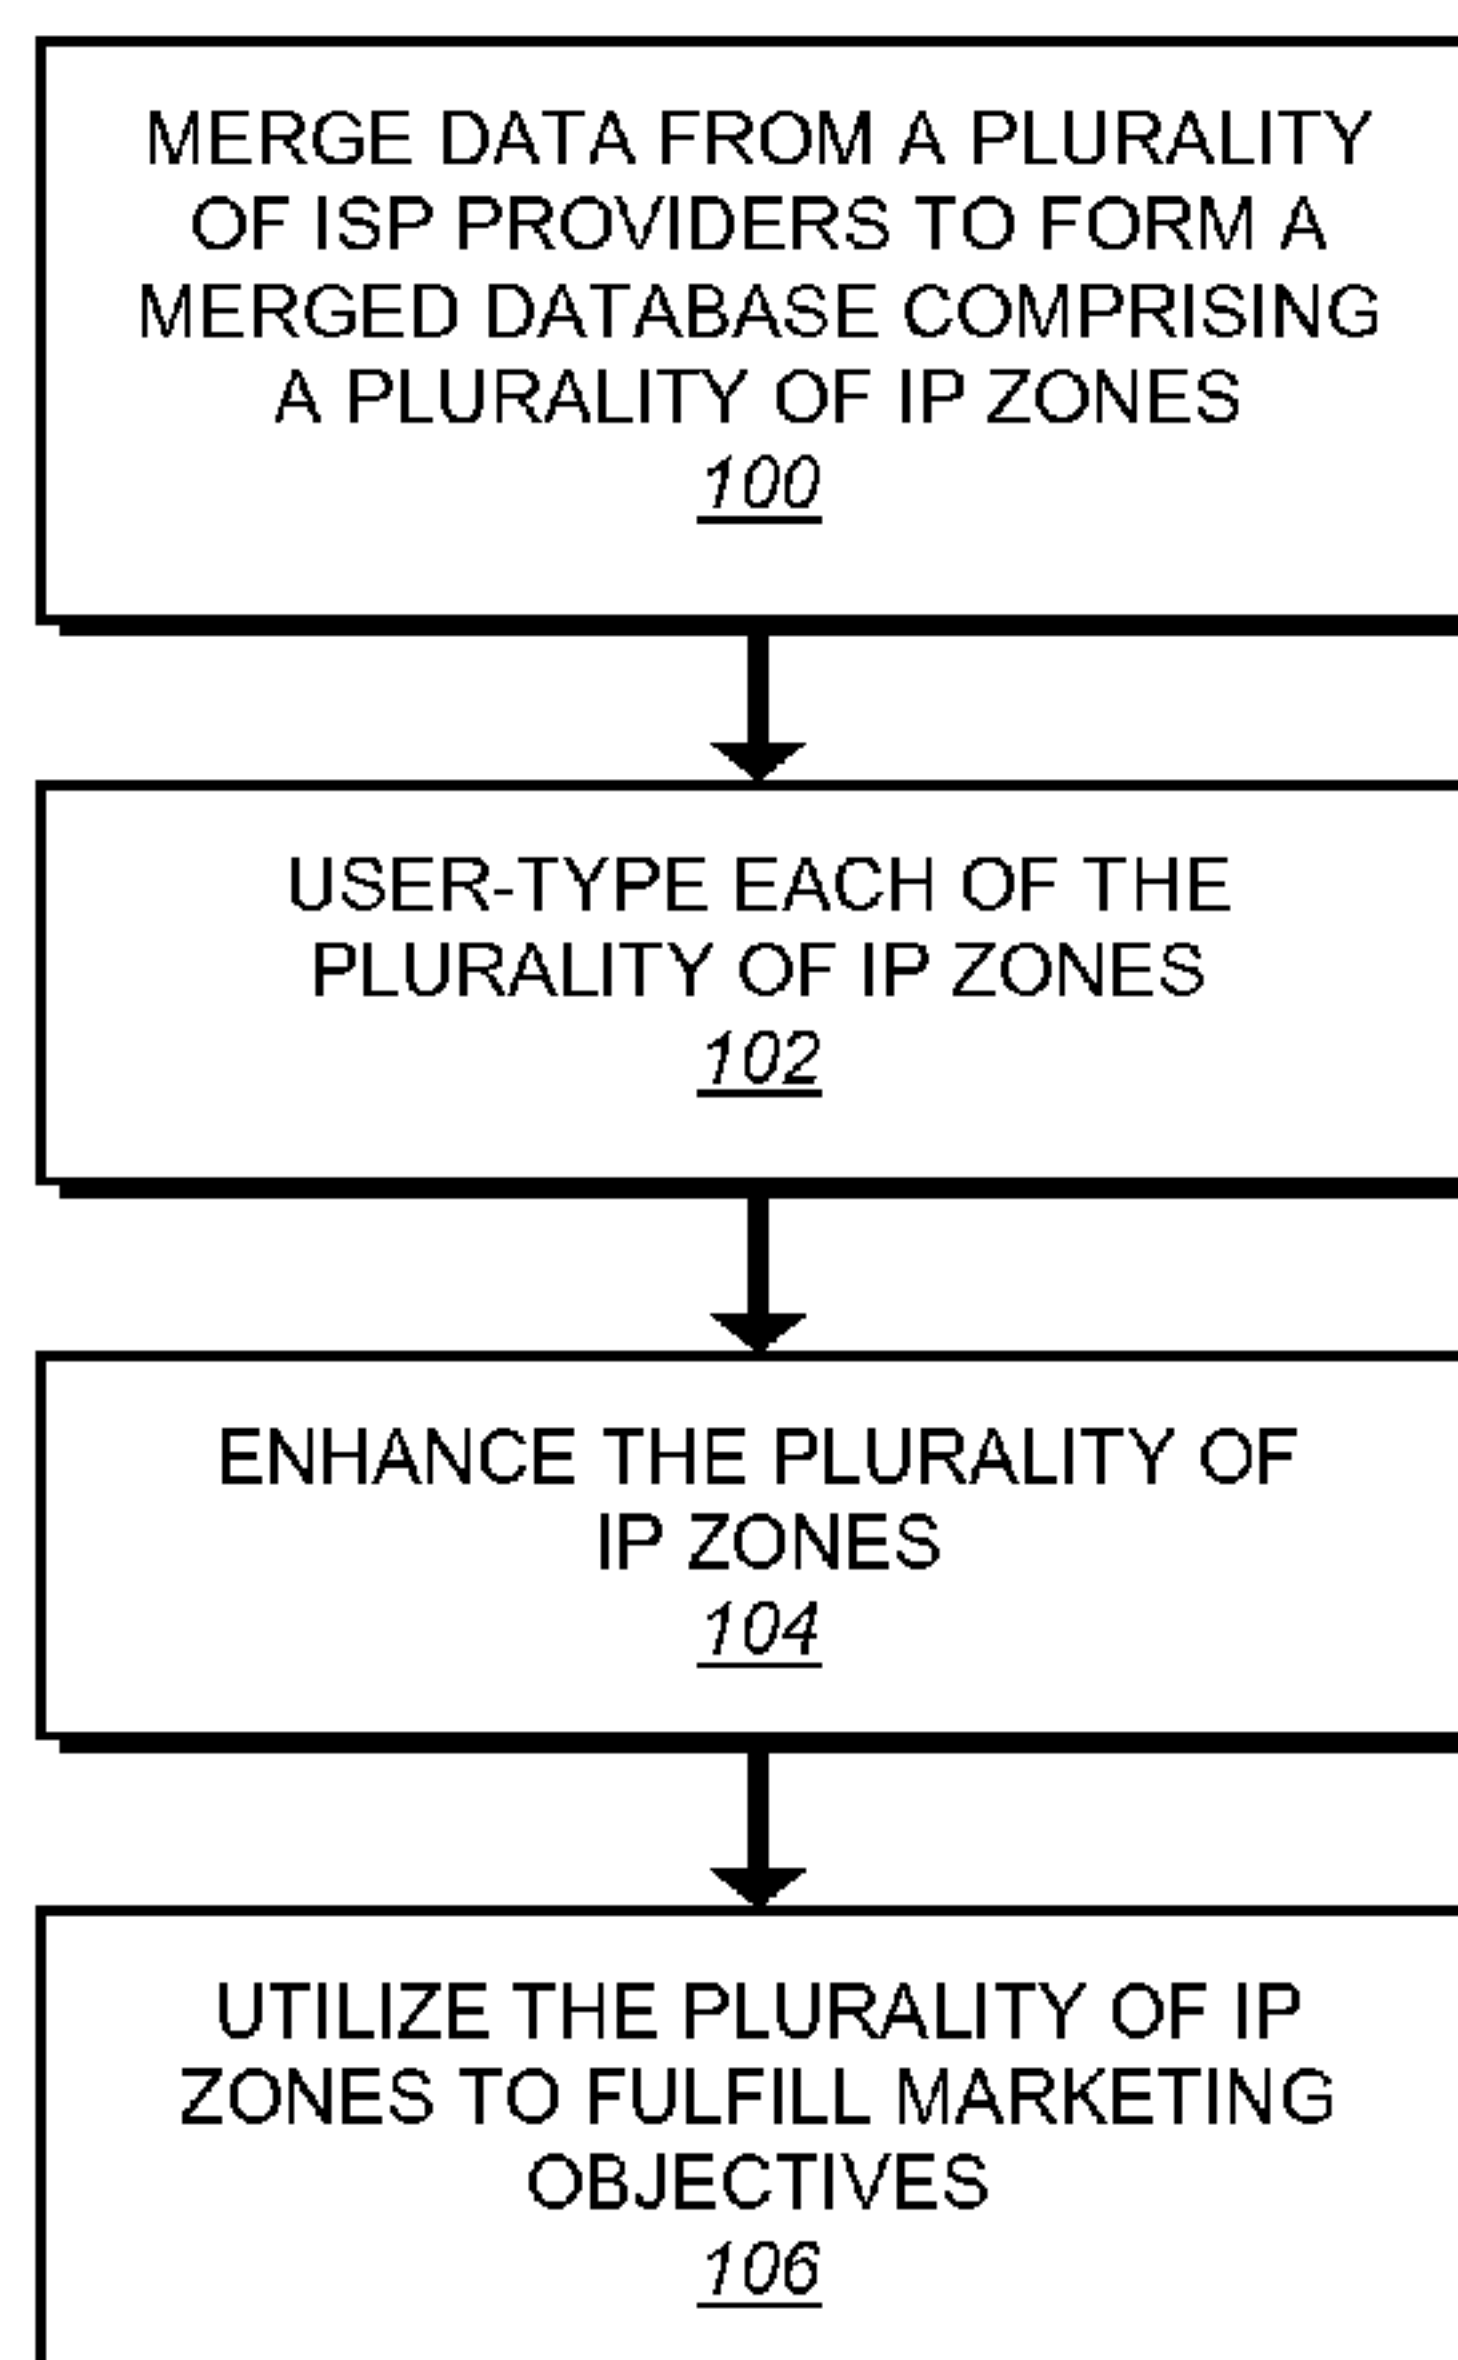 MERGE DATA FROM A PLURALITY
OF ISP PROVIDERS TO FORM A
MERGED DATABASE COMPRISING
A PLURALITY OF IP ZONES
100
USER-TYPE EACH OF THE
PLURALITY OF IP ZONES
102
ENHANCE THE PLURALITY OF
IP ZONES
104
UTILIZE THE PLURALITY OF IP
ZONES TO FULFILL MARKETING
OBJECTIVES
106